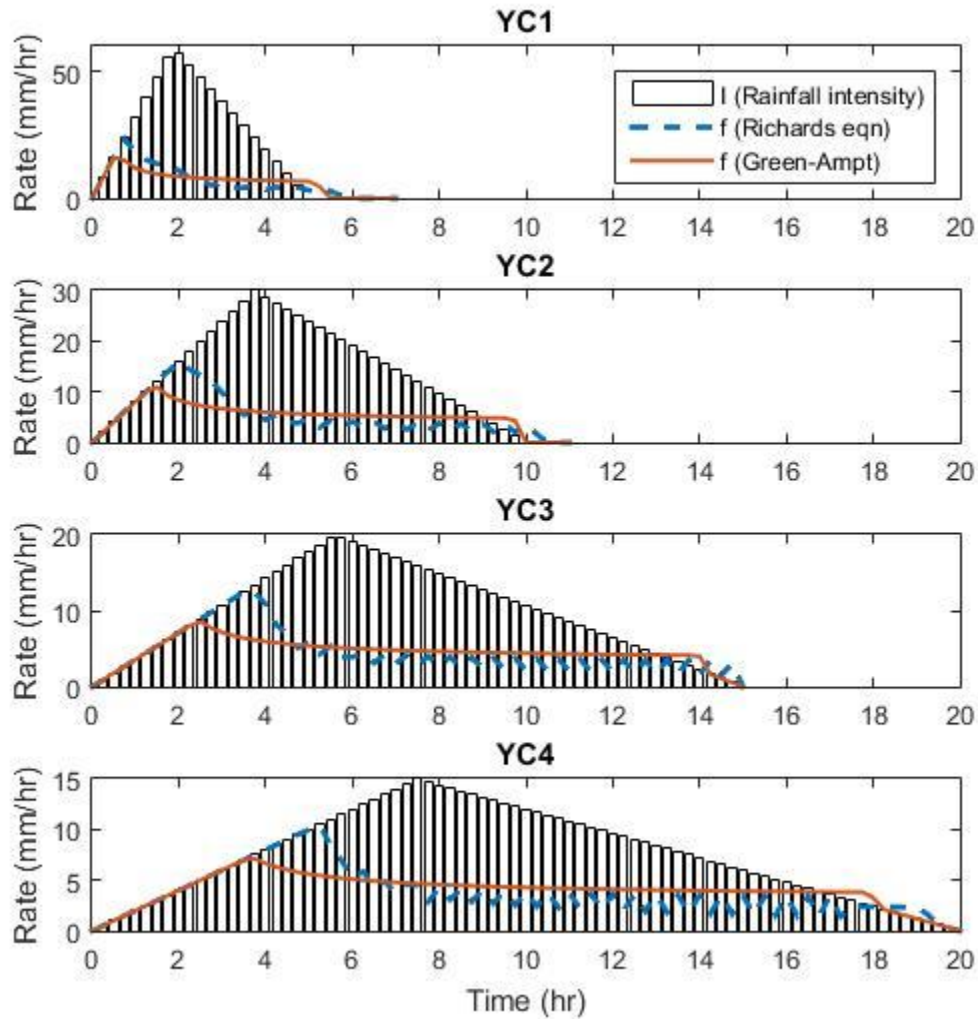 YC1
Rate (mm/hr)
50
0
I (Rainfall intensity)
f (Richards eqn)
f (Green-Ampt)
0 2 4 6 8 10 12 14 16 18 20
YC2
Rate (mm/hr)
30
20
10
0
0 2 4 6 8 10 12 14 16 18 20
YC3
Rate (mm/hr)
20
10
0
0 2 4 6 8 10 12 14 16 18 20
YC4
Rate (mm/hr)
15
10
5
0
0 2 4 6 8 10 12 14 16 18 20
Time (hr)